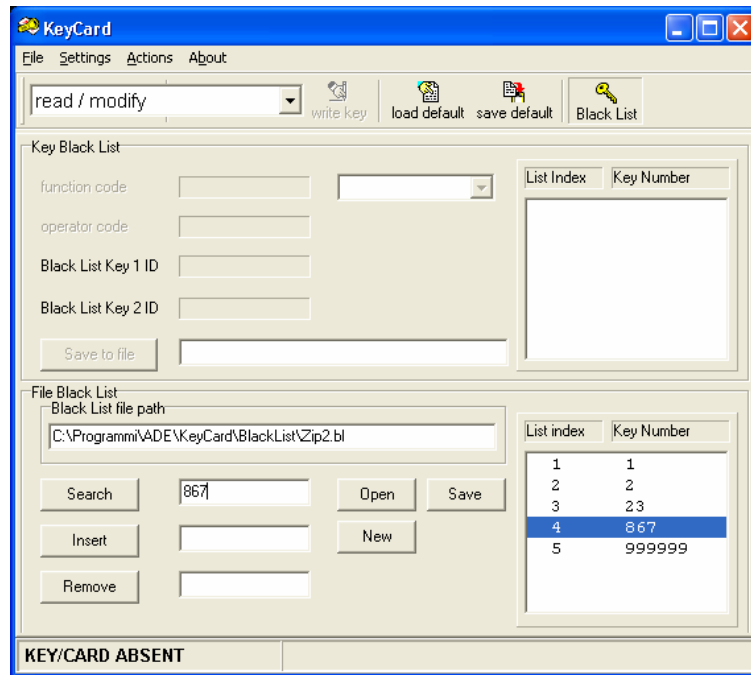 KeyCard
File Settings Actions About
read / modify write key load default save default Black List
Key Black List
function code
operator code
Black List Key 1 ID
Black List Key 2 ID
Save to file
List Index Key Number
File Black List
Black List file path
C:\Programmi\ADE\KeyCard\BlackList\Zip2.bl
Search 867 Open Save
Insert New
Remove
List index Key Number
1 1
2 2
3 23
4 867
5 999999
KEY/CARD ABSENT